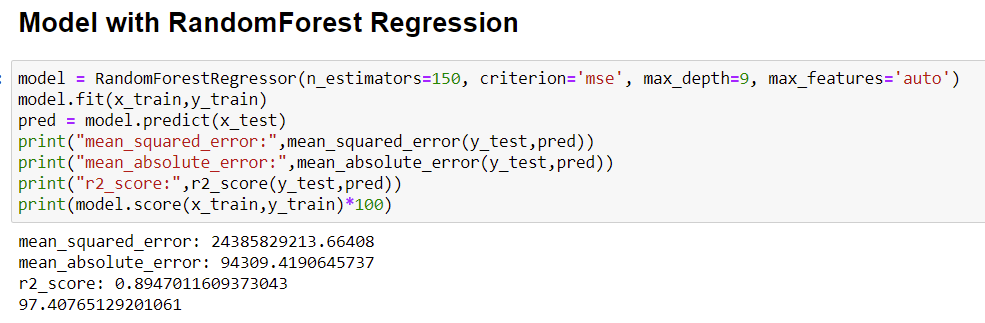 Model with RandomForest Regression
: model = RandomForestRegressor(n_estimators=150, criterion='mse', max_depth=9, max_features='auto')
model.fit(x_train,y_train)
pred = model.predict(x_test)
print("mean_squared_error:",mean_squared_error(y_test,pred))
print("mean_absolute_error:",mean_absolute_error(y_test,pred))
print("r2_score:",r2_score(y_test,pred))
print(model.score(x_train,y_train)*100)
mean_squared_error: 24385829213.66408
mean_absolute_error: 94309.4190645737
r2_score: 0.8947011609373043
97.40765129201061